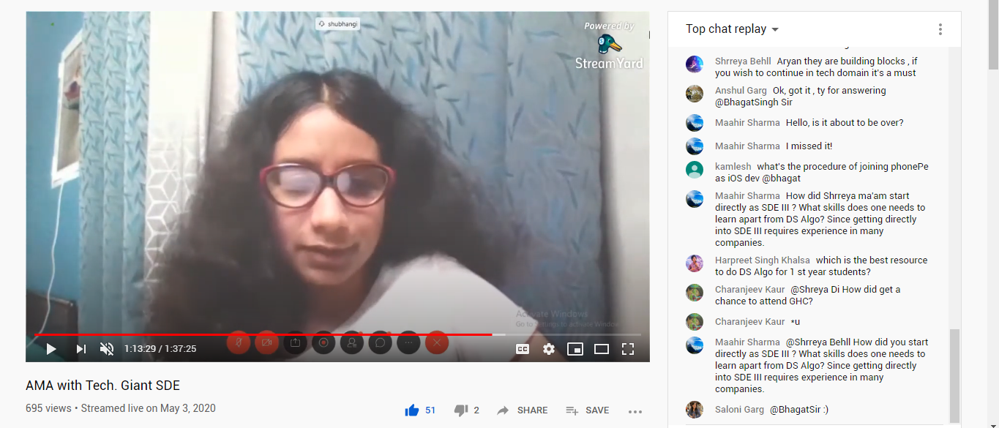 shubhangi
Powered by
StreamYard
Activate Windows
Go to Settings to activate Windows
1:13:29 / 1:37:25
CC
AMA with Tech. Giant SDE
695 views • Streamed live on May 3, 2020
51
2
SHARE
SAVE
Top chat replay
Shrreya Behll Aryan they are building blocks , if
you wish to continue in tech domain it's a must
Anshul Garg Ok, got it , ty for answering
@BhagatSingh Sir
Maahir Sharma Hello, is it about to be over?
Maahir Sharma I missed it!
kamlesh what's the procedure of joining phonePe
as iOS dev @bhagat
Maahir Sharma How did Shrreya ma'am start
directly as SDE III ? What skills does one needs to
learn apart from DS Algo? Since getting directly
into SDE III requires experience in many
companies.
Harpreet Singh Khalsa which is the best resource
to do DS Algo for 1 st year students?
Charanjeev Kaur @Shreya Di How did get a
chance to attend GHC?
Charanjeev Kaur *u
Maahir Sharma @Shrreya Behll How did you start
directly as SDE III ? What skills does one needs to
learn apart from DS Algo? Since getting directly
into SDE III requires experience in many
companies.
Saloni Garg @BhagatSir :)